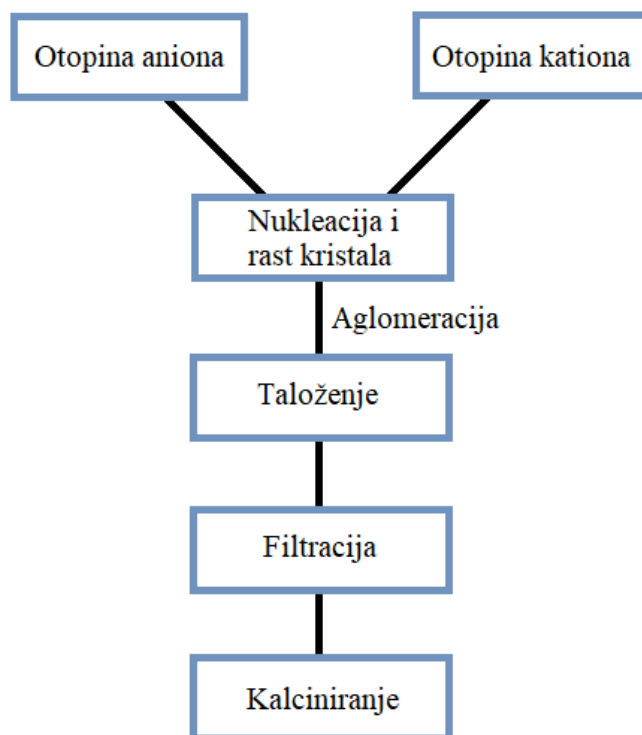 Otopina aniona
Otopina kationa
Nukleacija i
rast kristala
Aglomeracija
Taloženje
Filtracija
Kalciniranje